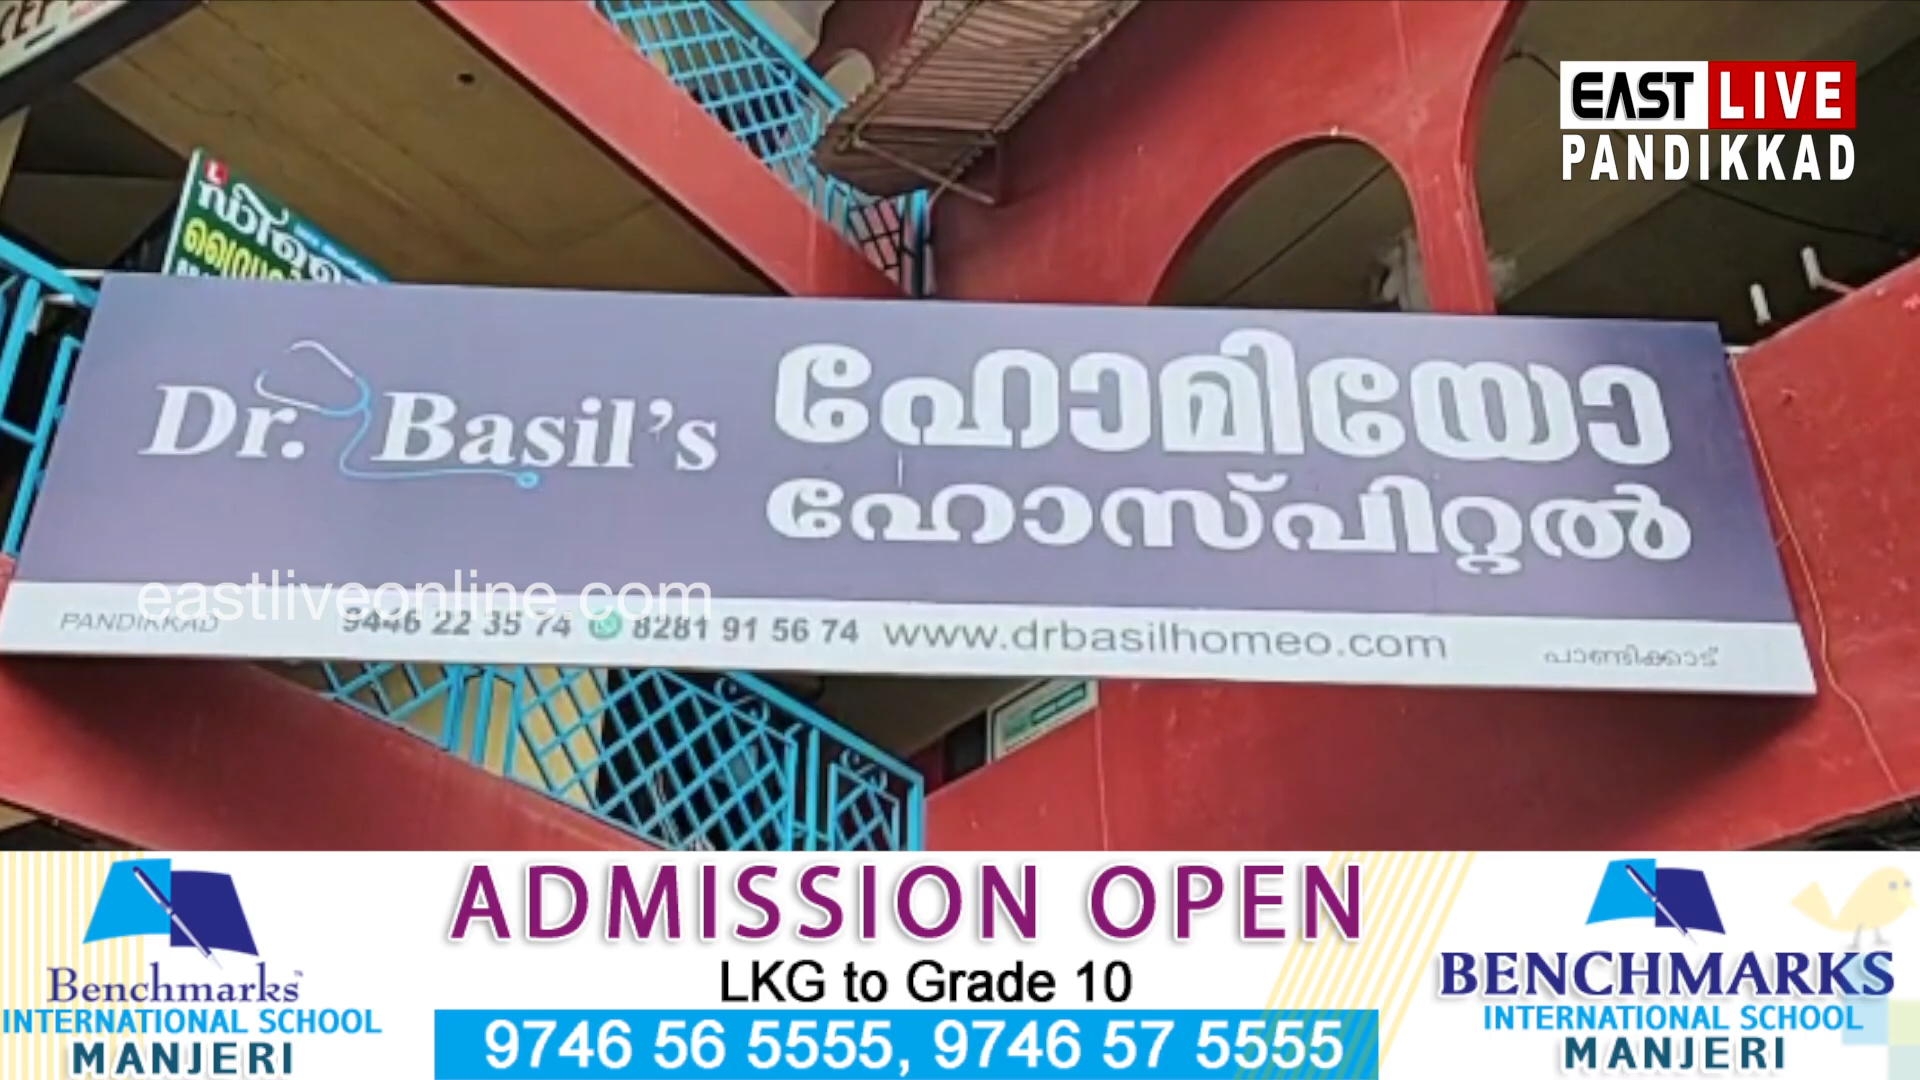 EAST LIVE
PANDIKKAD
Dr. Basil's
ഹോമിയോ
ഹോസ്പിറ്റൽ
eastliveonline.com
PANDIKKAD 9446 22 35 74 8281 91 56 74 www.drbasilhomeo.com പാണ്ടിക്കാട്
ADMISSION OPEN
LKG to Grade 10
9746 56 5555, 9746 57 5555
Benchmarks
INTERNATIONAL SCHOOL
MANJERI
BENCHMARKS
INTERNATIONAL SCHOOL
MANJERI